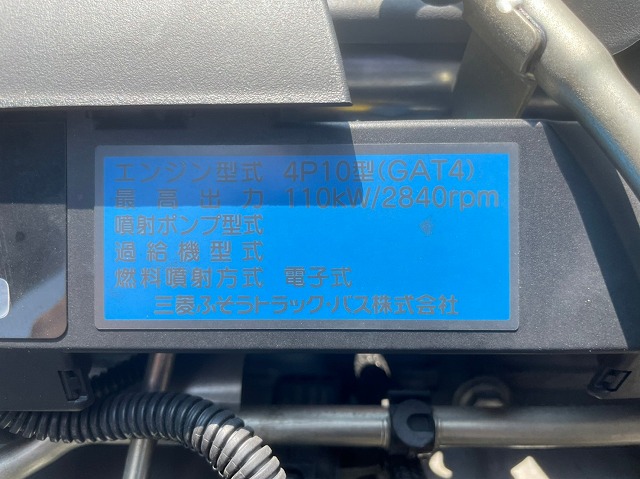 エンジン型式 4P10型(GAT4)
最高出力 110kW/2840rpm
噴射ポンプ型式
過給機型式
燃料噴射方式 電子式
三菱ふそうトラック・バス株式会社